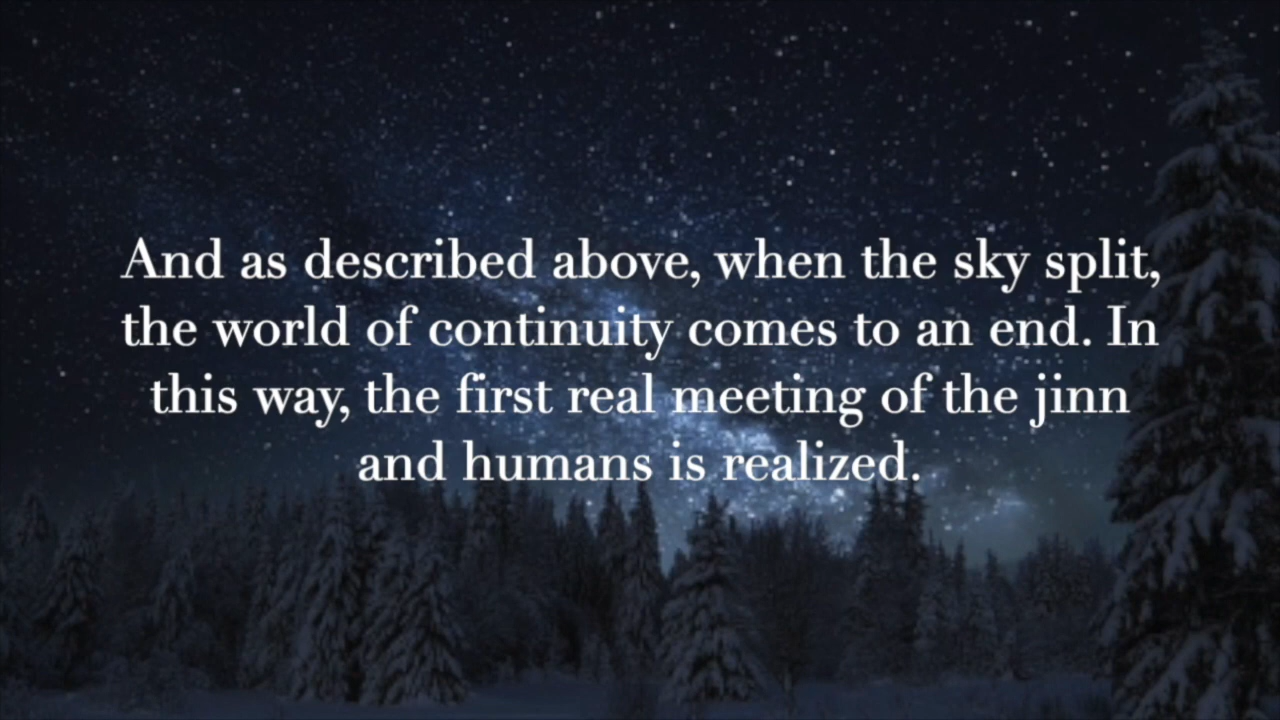 And as described above, when the sky split,
the world of continuity comes to an end. In
this way, the first real meeting of the jinn
and humans is realized.